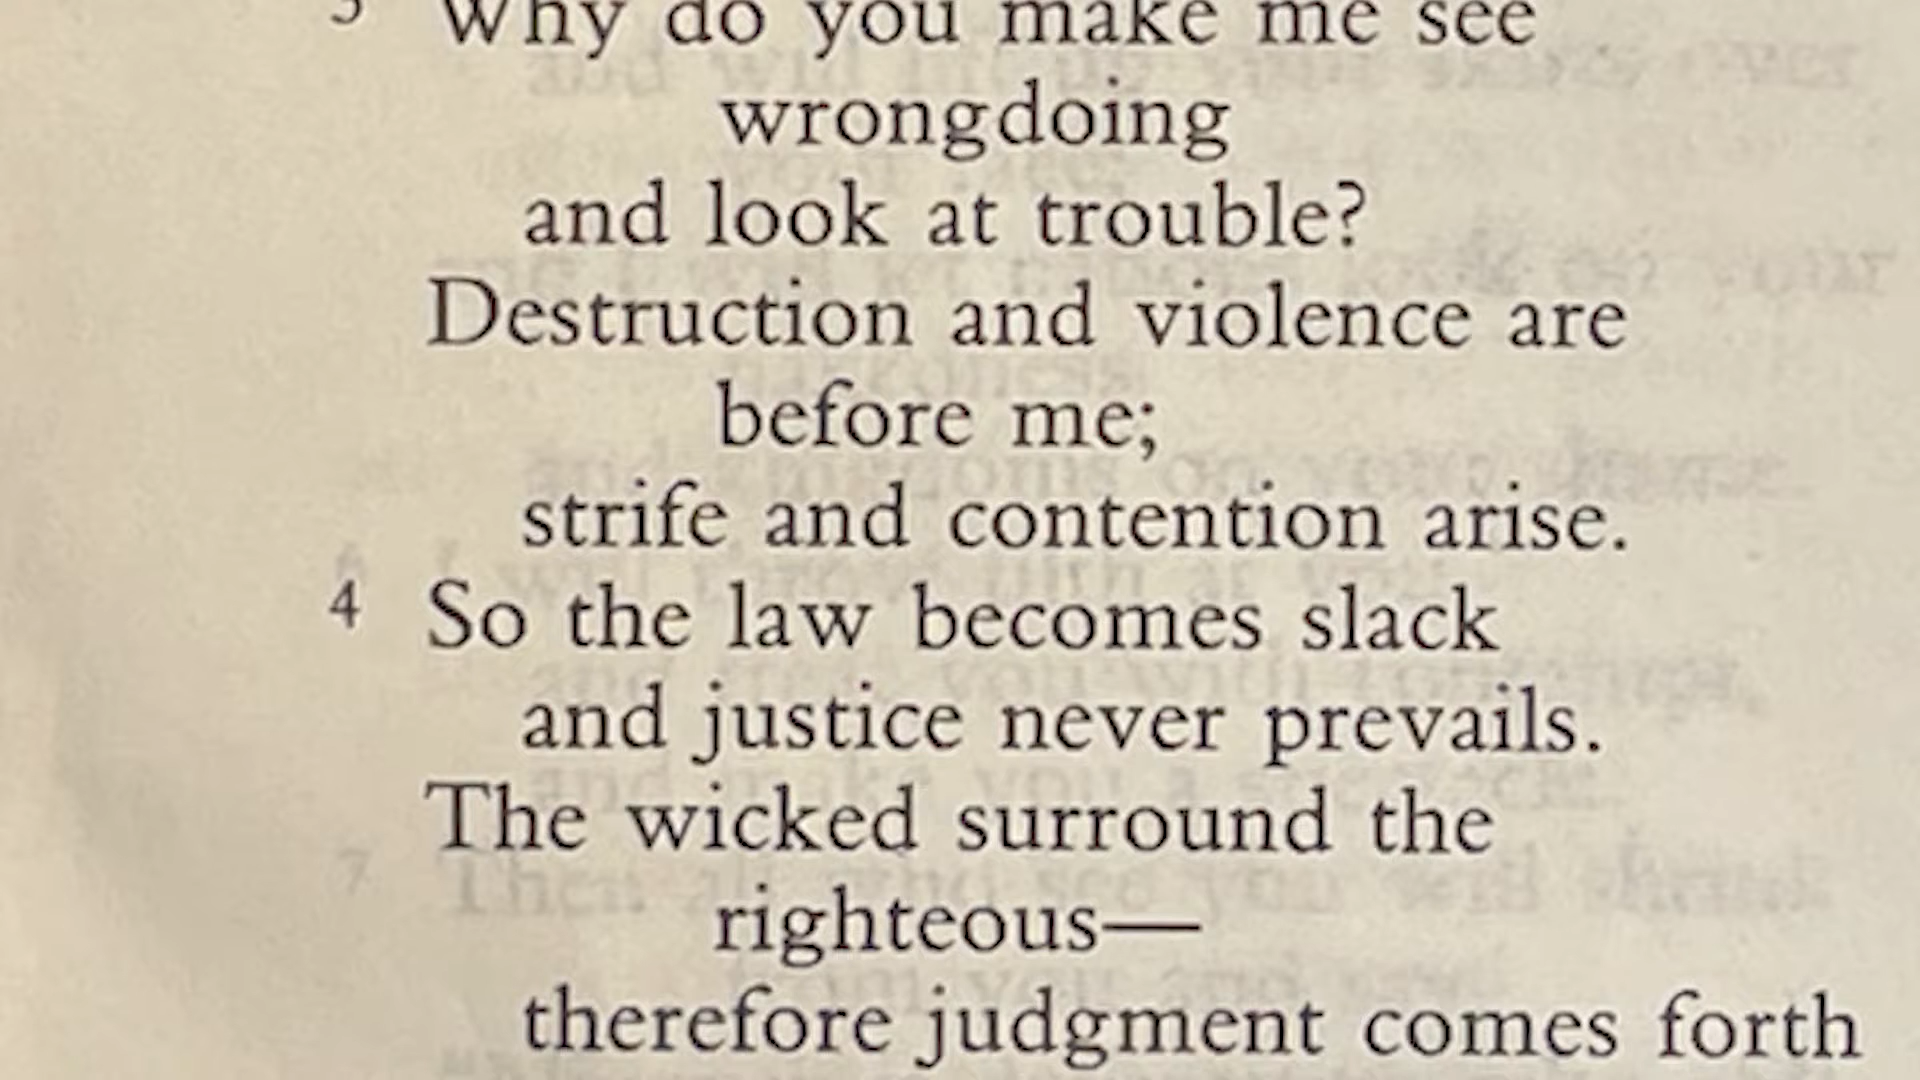 3 Why do you make me see
wrongdoing
and look at trouble?
Destruction and violence are
before me;
strife and contention arise.
4 So the law becomes slack
and justice never prevails.
The wicked surround the
righteous—
therefore judgment comes forth